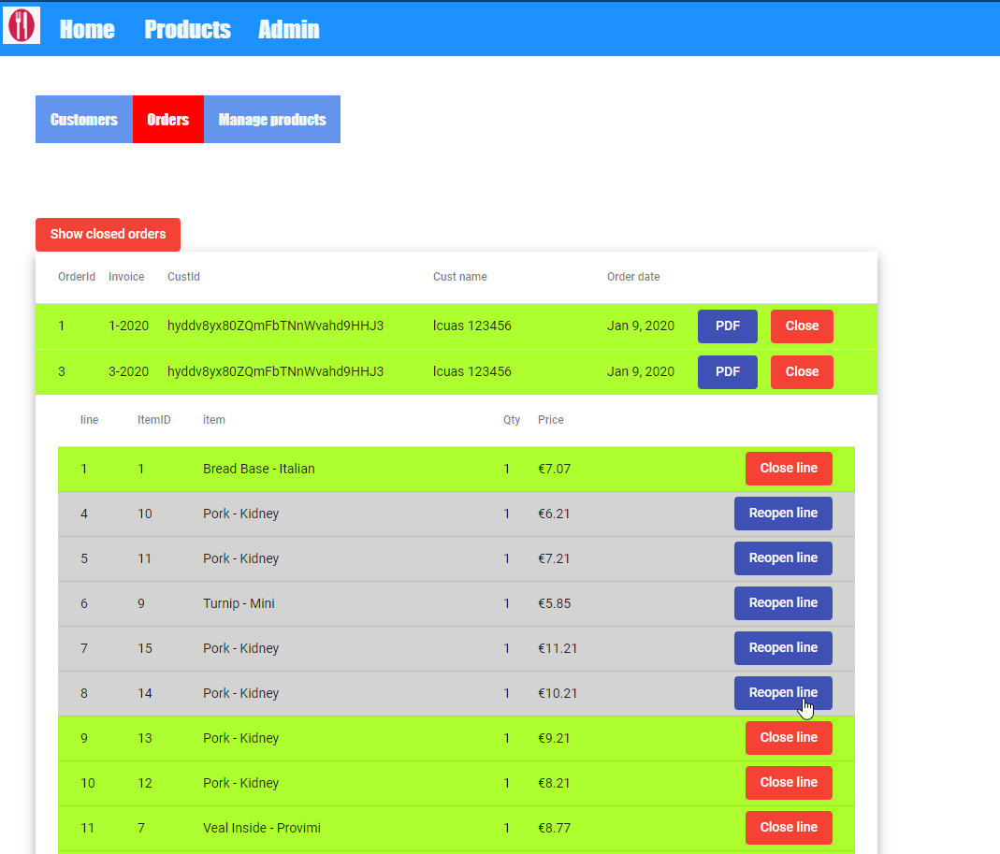 Home Products Admin
Customers Orders Manage products
Show closed orders
OrderId Invoice CustId Cust name Order date
1 1-2020 hyddv8yx80ZQmFbTNnWvahd9HHJ3 lcuas 123456 Jan 9, 2020 PDF Close
3 3-2020 hyddv8yx80ZQmFbTNnWvahd9HHJ3 lcuas 123456 Jan 9, 2020 PDF Close
line ItemID item Qty Price
1 1 Bread Base - Italian 1 €7.07 Close line
4 10 Pork - Kidney 1 €6.21 Reopen line
5 11 Pork - Kidney 1 €7.21 Reopen line
6 9 Turnip - Mini 1 €5.85 Reopen line
7 15 Pork - Kidney 1 €11.21 Reopen line
8 14 Pork - Kidney 1 €10.21 Reopen line
9 13 Pork - Kidney 1 €9.21 Close line
10 12 Pork - Kidney 1 €8.21 Close line
11 7 Veal Inside - Provimi 1 €8.77 Close line